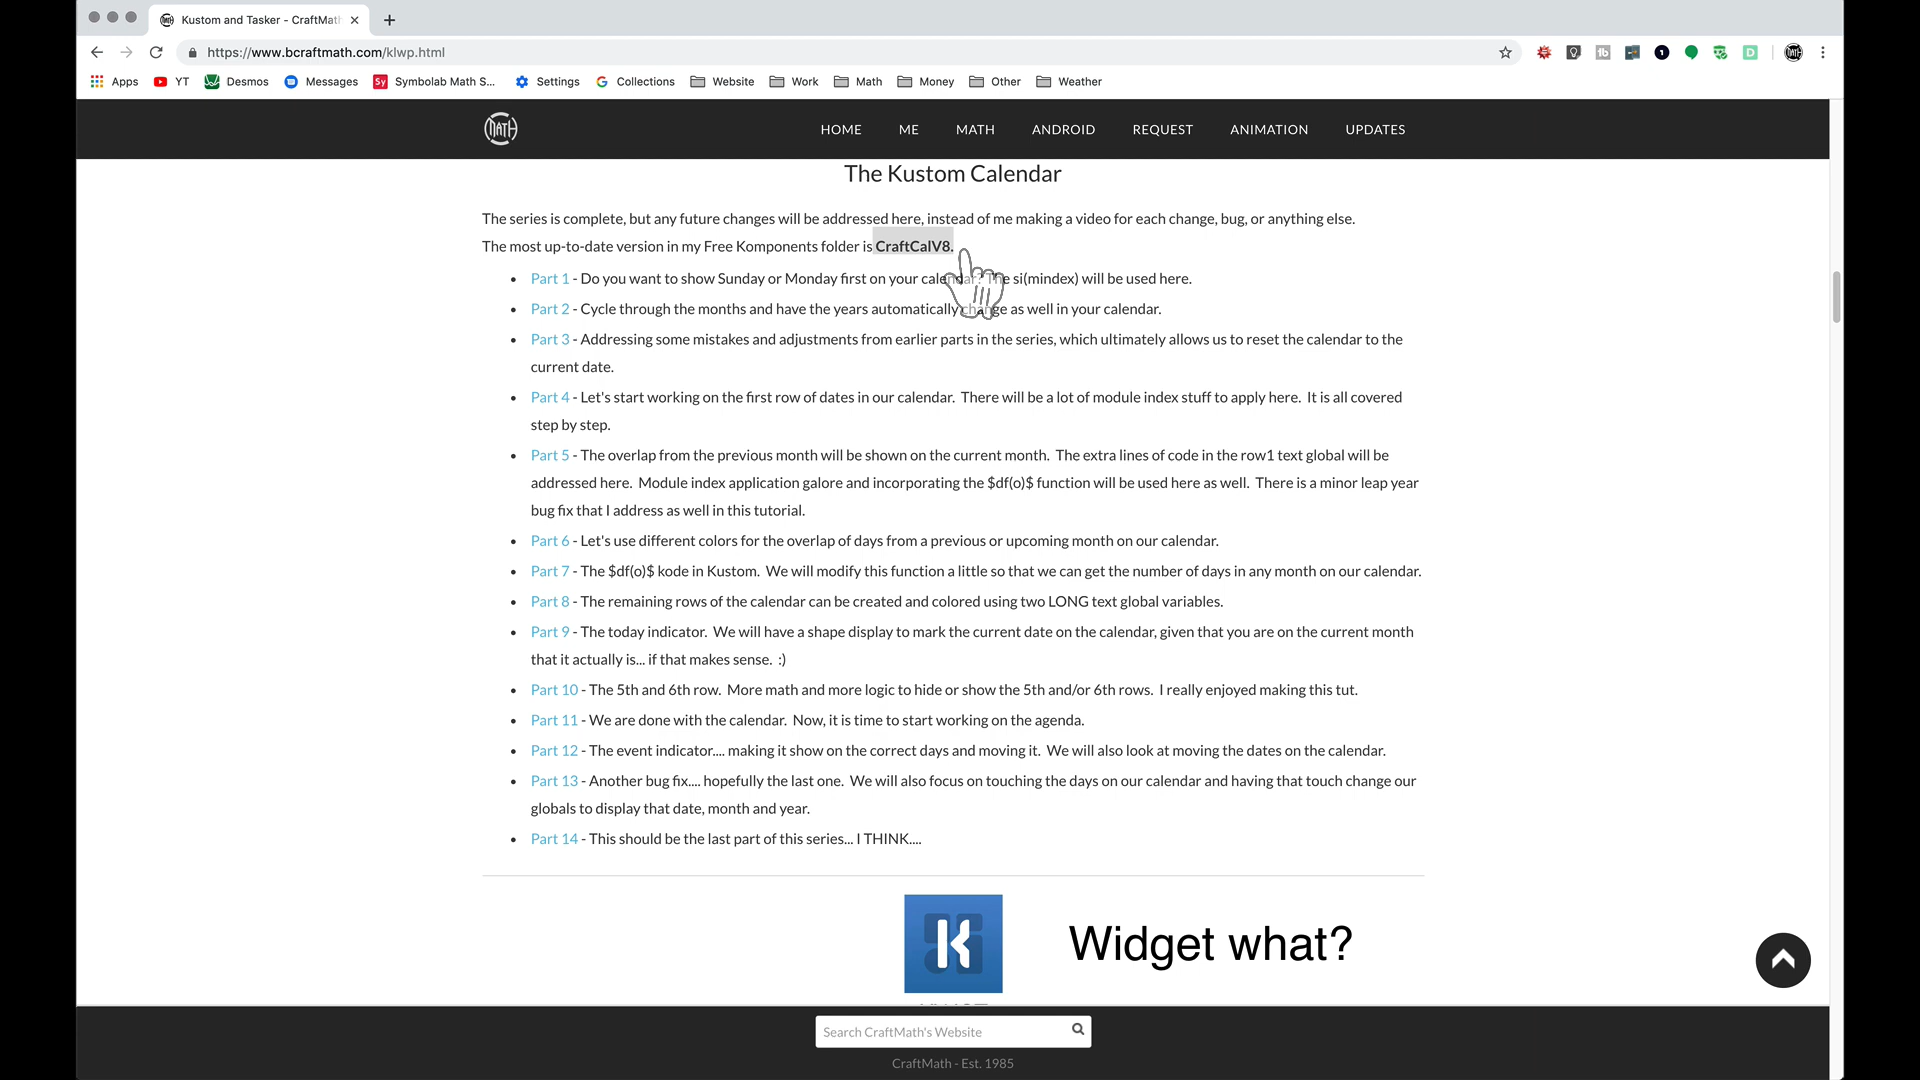 Kustom and Tasker - CraftMath
https://www.bcraftmath.com/klwp.html
Apps YT Desmos Messages Symbolab Math S... Settings Collections Website Work Math Money Other Weather
MATH HOME ME MATH ANDROID REQUEST ANIMATION UPDATES
The Kustom Calendar
The series is complete, but any future changes will be addressed here, instead of me making a video for each change, bug, or anything else.
The most up-to-date version in my Free Komponents folder is CraftCalV8.
• Part 1 - Do you want to show Sunday or Monday first on your calendar? The si(mindex) will be used here.
• Part 2 - Cycle through the months and have the years automatically change as well in your calendar.
• Part 3 - Addressing some mistakes and adjustments from earlier parts in the series, which ultimately allows us to reset the calendar to the
current date.
• Part 4 - Let's start working on the first row of dates in our calendar. There will be a lot of module index stuff to apply here. It is all covered
step by step.
• Part 5 - The overlap from the previous month will be shown on the current month. The extra lines of code in the row1 text global will be
addressed here. Module index application galore and incorporating the $df(o)$ function will be used here as well. There is a minor leap year
bug fix that I address as well in this tutorial.
• Part 6 - Let's use different colors for the overlap of days from a previous or upcoming month on our calendar.
• Part 7 - The $df(o)$ kode in Kustom. We will modify this function a little so that we can get the number of days in any month on our calendar.
• Part 8 - The remaining rows of the calendar can be created and colored using two LONG text global variables.
• Part 9 - The today indicator. We will have a shape display to mark the current date on the calendar, given that you are on the current month
that it actually is... if that makes sense. :)
• Part 10 - The 5th and 6th row. More math and more logic to hide or show the 5th and/or 6th rows. I really enjoyed making this tut.
• Part 11 - We are done with the calendar. Now, it is time to start working on the agenda.
• Part 12 - The event indicator.... making it show on the correct days and moving it. We will also look at moving the dates on the calendar.
• Part 13 - Another bug fix.... hopefully the last one. We will also focus on touching the days on our calendar and having that touch change our
globals to display that date, month and year.
• Part 14 - This should be the last part of this series... I THINK....
K Widget what?
Search CraftMath's Website
CraftMath - Est. 1985